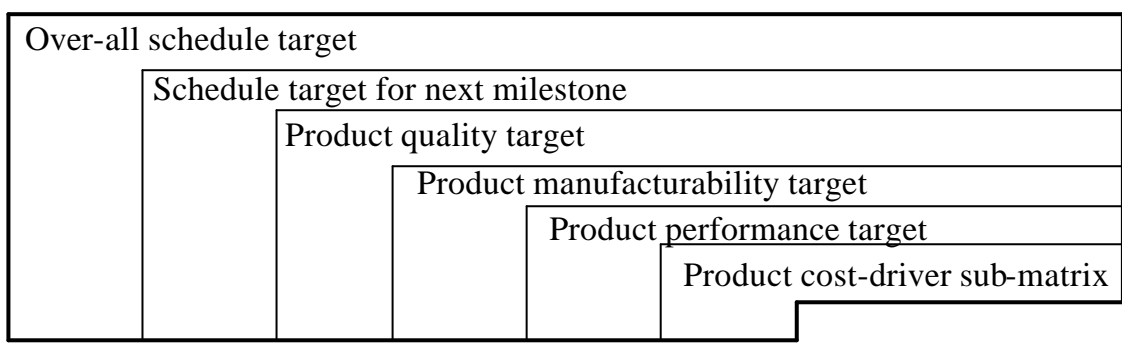 Over-all schedule target
Schedule target for next milestone
Product quality target
Product manufacturability target
Product performance target
Product cost-driver sub-matrix